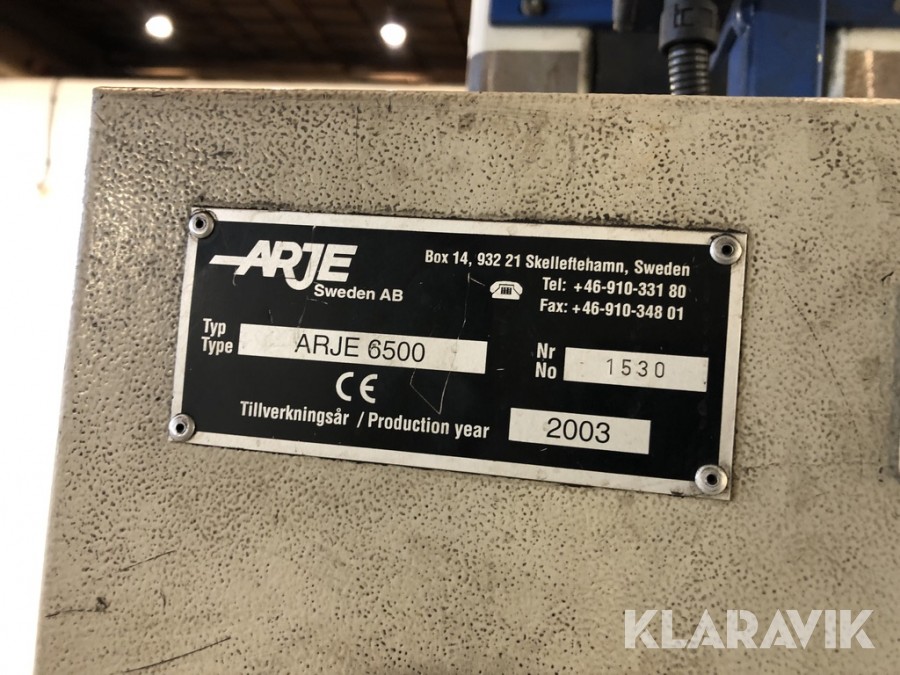 ARJE
Sweden AB
Box 14, 932 21 Skelleftehamn, Sweden
Tel: +46-910-331 80
Fax: +46-910-348 01
Typ
Type
ARJE 6500
Nr
No
1530
CE
Tillverkningsår / Production year
2003
KLARAVIK